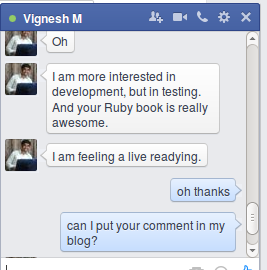 Vignesh M
Oh
I am more interested in
development, but in testing.
And your Ruby book is really
awesome.
I am feeling a live readying.
oh thanks
can I put your comment in my
blog?